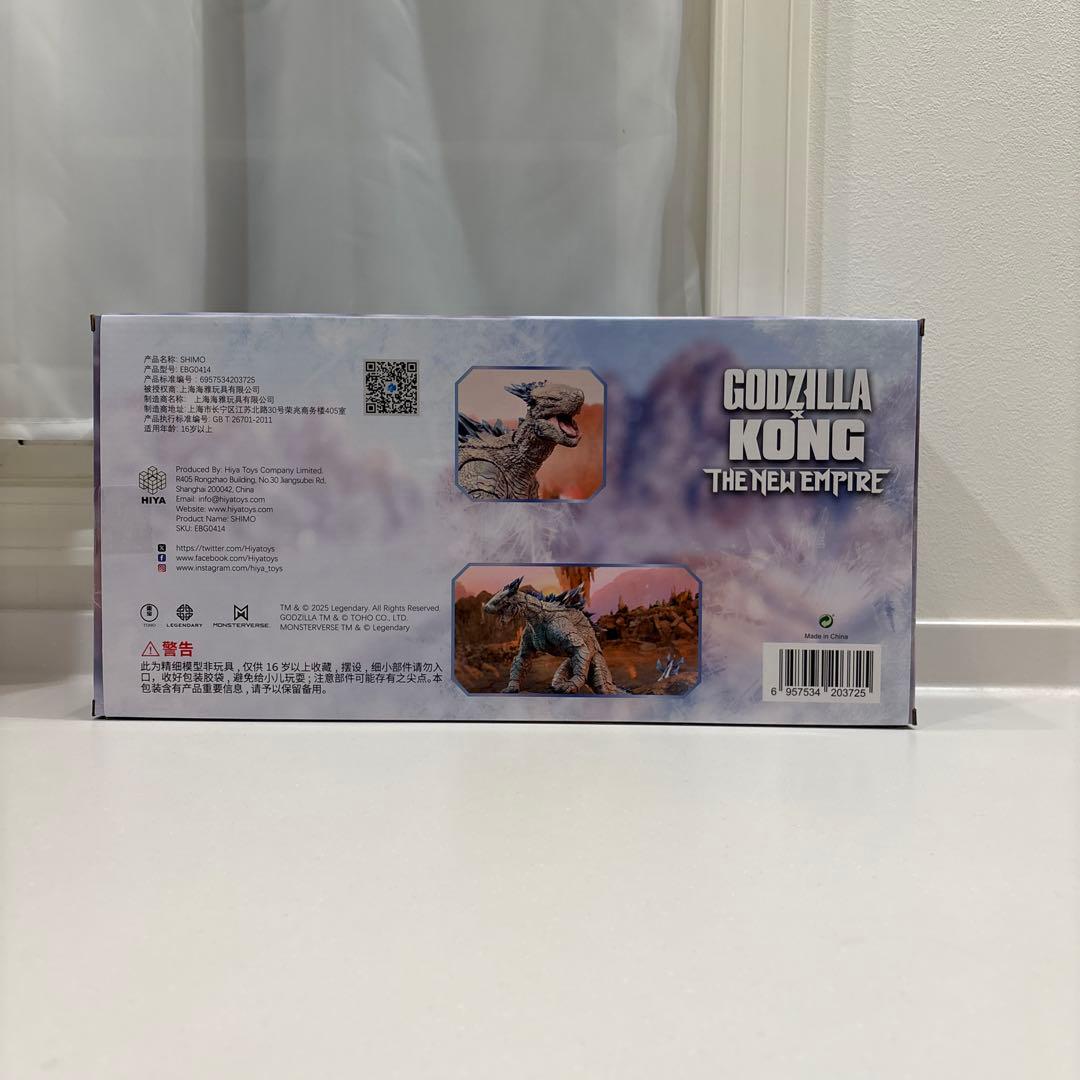 产品名称: SHIMO
产品型号: EBG0414
产品标准编号 : 6957534203725
被授权商: 上海海雅玩具有限公司
制造商名称: 上海海雅玩具有限公司
制造商地址: 上海市长宁区江苏北路30号荣兆商务楼405室
产品执行标准编号: GB T 26701-2011
适用年龄: 16岁以上
HIYA
Produced By: Hiya Toys Company Limited.
R405 Rongzhao Building, No.30 Jiangsubei Rd,
Shanghai 200042, China
Email: info@hiyatoys.com
Website: www.hiyatoys.com
Product Name: SHIMO
SKU: EBG0414
https://twitter.com/Hiyatoys
www.facebook.com/Hiyatoys
www.instagram.com/hiya_toys
TOHO LEGENDARY MONSTERVERSE.
TM & © 2025 Legendary. All Rights Reserved.
GODZILLA TM & © TOHO CO., LTD.
MONSTERVERSE TM & © Legendary
警告
此为精细模型非玩具 , 仅供 16 岁以上收藏 , 摆设 , 细小部件请勿入
口, 收好包装胶袋 , 避免给小儿玩耍 ; 注意部件可能存有之尖点。本
包装含有产品重要信息 , 请予以保留备用。
GODZILLA
x
KONG
THE NEW EMPIRE
Made in China
6 957534 203725